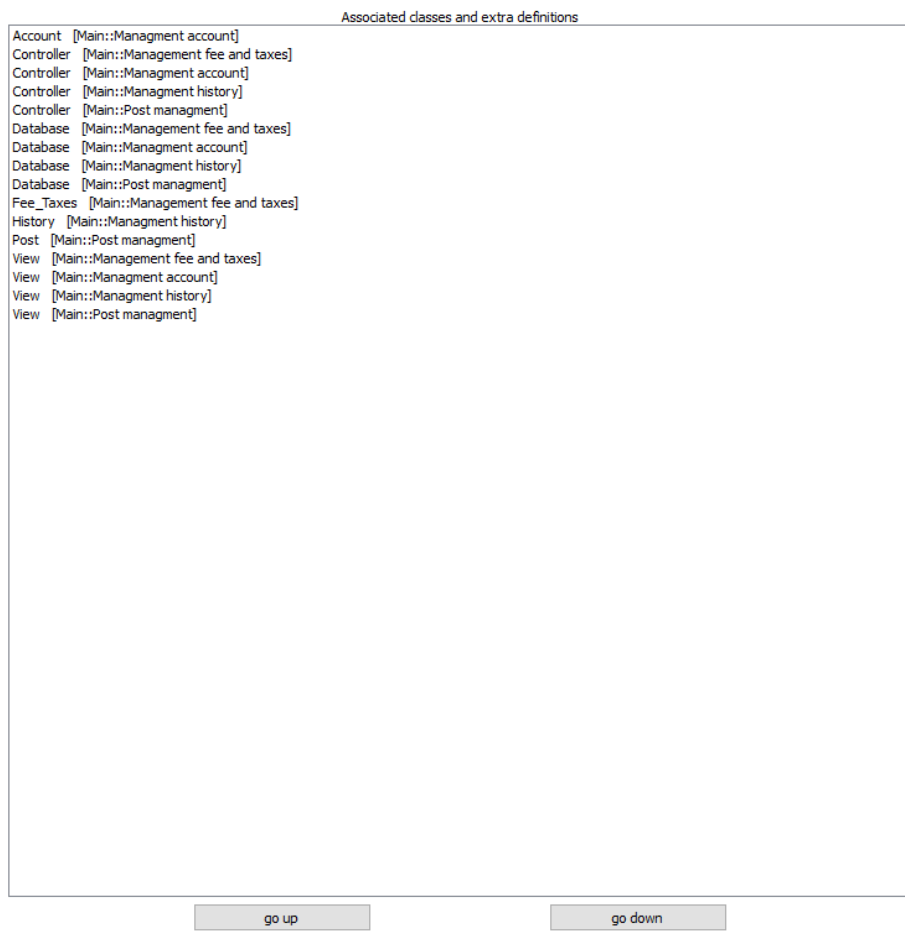 Associated classes and extra definitions
Account [Main::Managment account]
Controller [Main::Management fee and taxes]
Controller [Main::Managment account]
Controller [Main::Managment history]
Controller [Main::Post managment]
Database [Main::Management fee and taxes]
Database [Main::Managment account]
Database [Main::Managment history]
Database [Main::Post managment]
Fee_Taxes [Main::Management fee and taxes]
History [Main::Managment history]
Post [Main::Post managment]
View [Main::Management fee and taxes]
View [Main::Managment account]
View [Main::Managment history]
View [Main::Post managment]
go up
go down